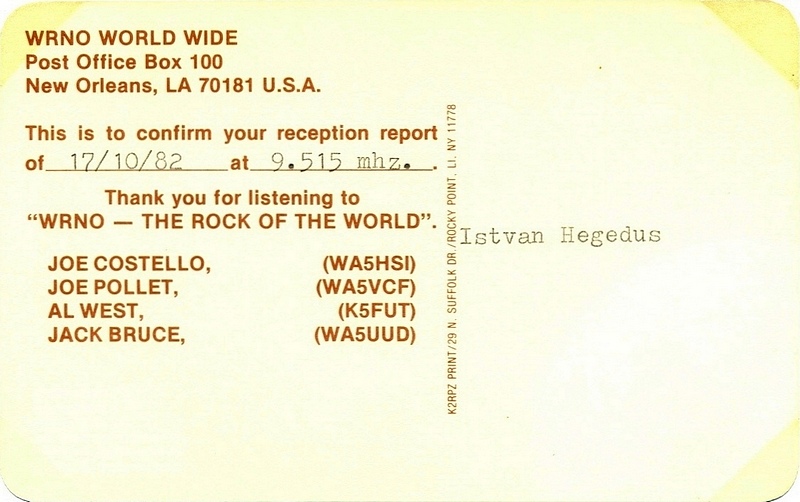 WRNO WORLD WIDE
Post Office Box 100
New Orleans, LA 70181 U.S.A.
This is to confirm your reception report
of 17/10/82 at 9.515 mhz.
Thank you for listening to
“WRNO — THE ROCK OF THE WORLD”.
JOE COSTELLO, (WA5HSI)
JOE POLLET, (WA5VCF)
AL WEST, (K5FUT)
JACK BRUCE, (WA5UUD)
K2RPZ PRINT/29 N. SUFFOLK DR./ROCKY POINT, LI, NY 11778
Istvan Hegedus